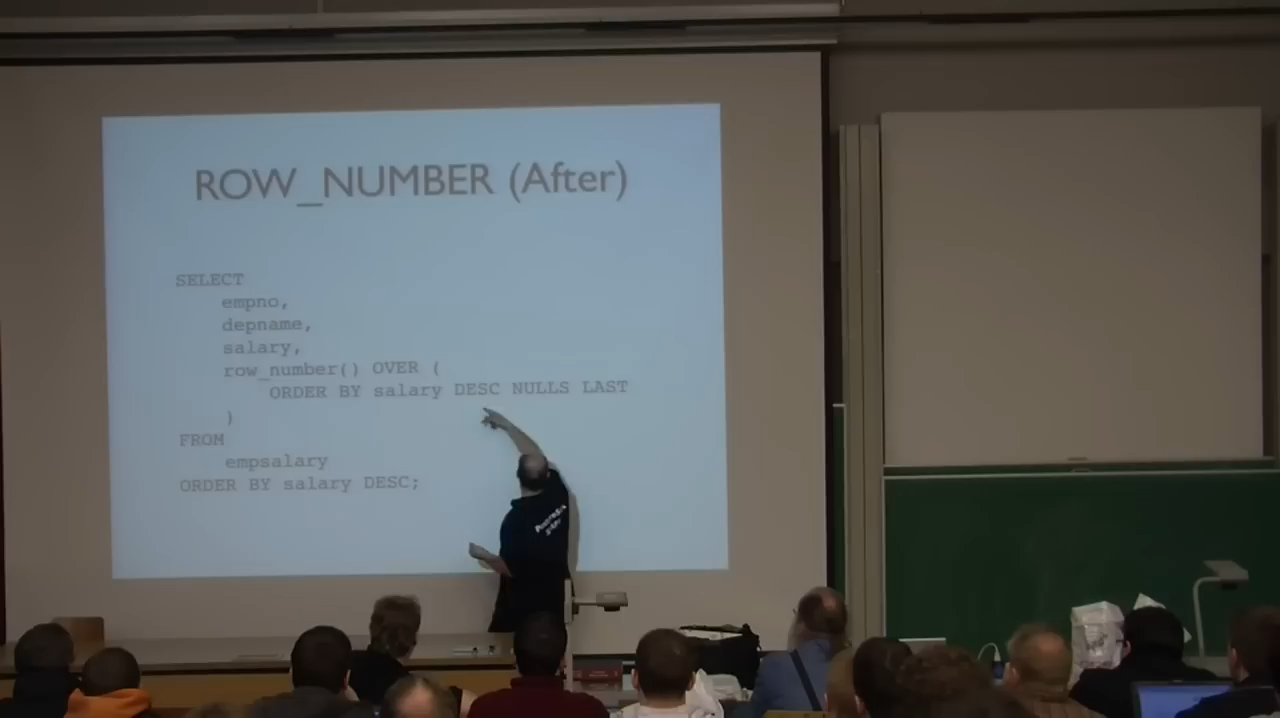 ROW_NUMBER (After)
SELECT
empno,
depname,
salary,
row_number() OVER (
ORDER BY salary DESC NULLS LAST
)
FROM
empsalary
ORDER BY salary DESC;